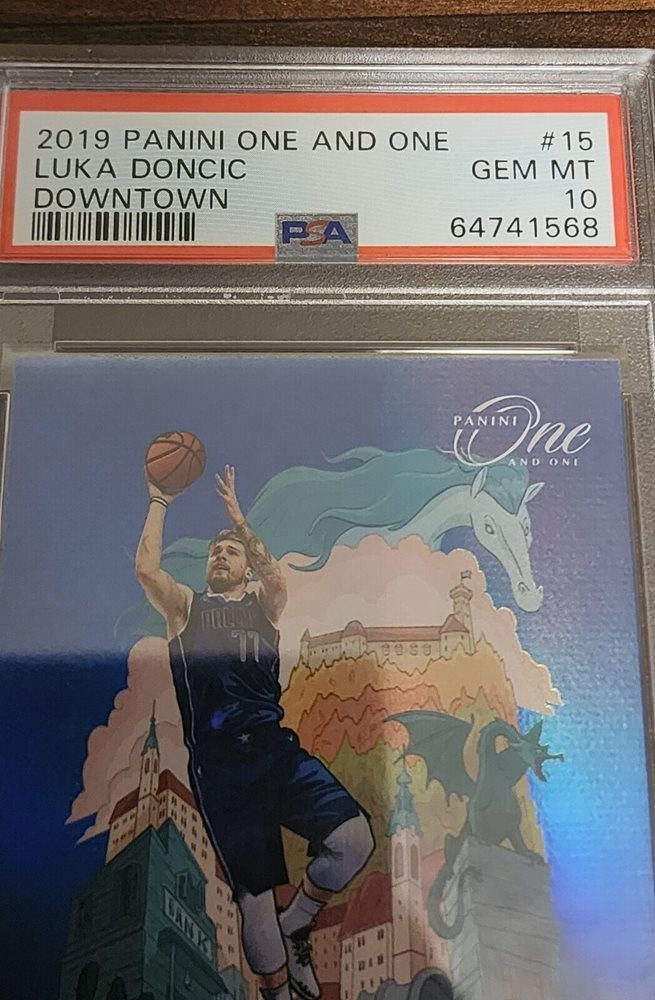 2019 PANINI ONE AND ONE #15
LUKA DONCIC GEM MT
DOWNTOWN 10
PSA 64741568
PANINI One
AND ONE
77
BANK